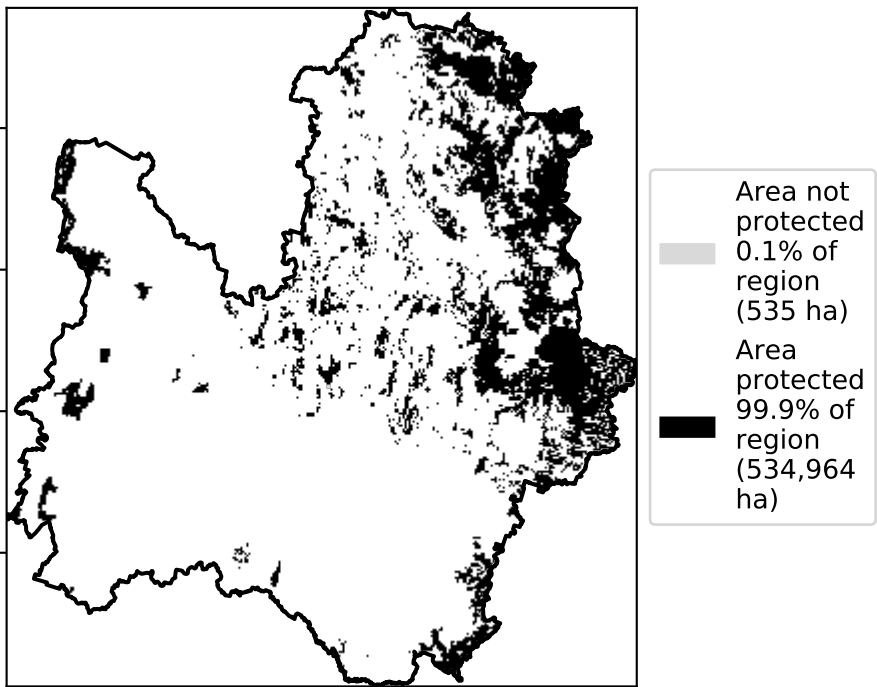 Area not
protected
0.1% of
region
(535 ha)
Area
protected
99.9% of
region
(534,964
ha)